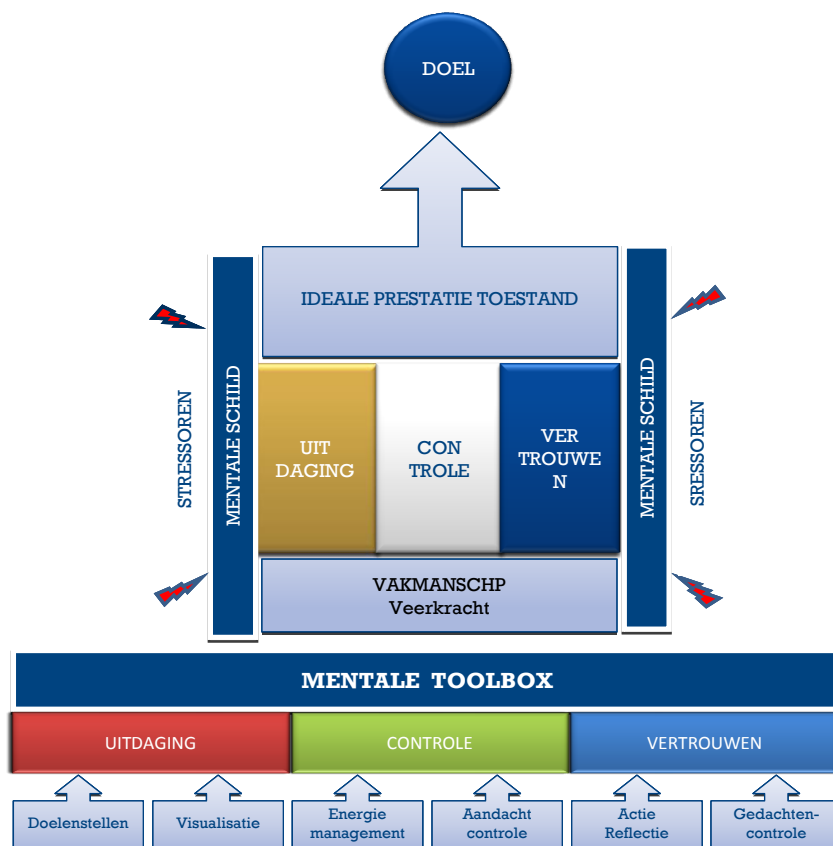 DOEL
IDEALE PRESTATIE TOESTAND
STRESSOREN
MENTALE SCHILD
UIT
DAGING
CON
TROLE
VER
TROUWE
N
MENTALE SCHILD
SRESSOREN
VAKMANSCHP
Veerkracht
MENTALE TOOLBOX
UITDAGING
CONTROLE
VERTROUWEN
Doelenstellen
Visualisatie
Energie
management
Aandacht
controle
Actie
Reflectie
Gedachten-
controle